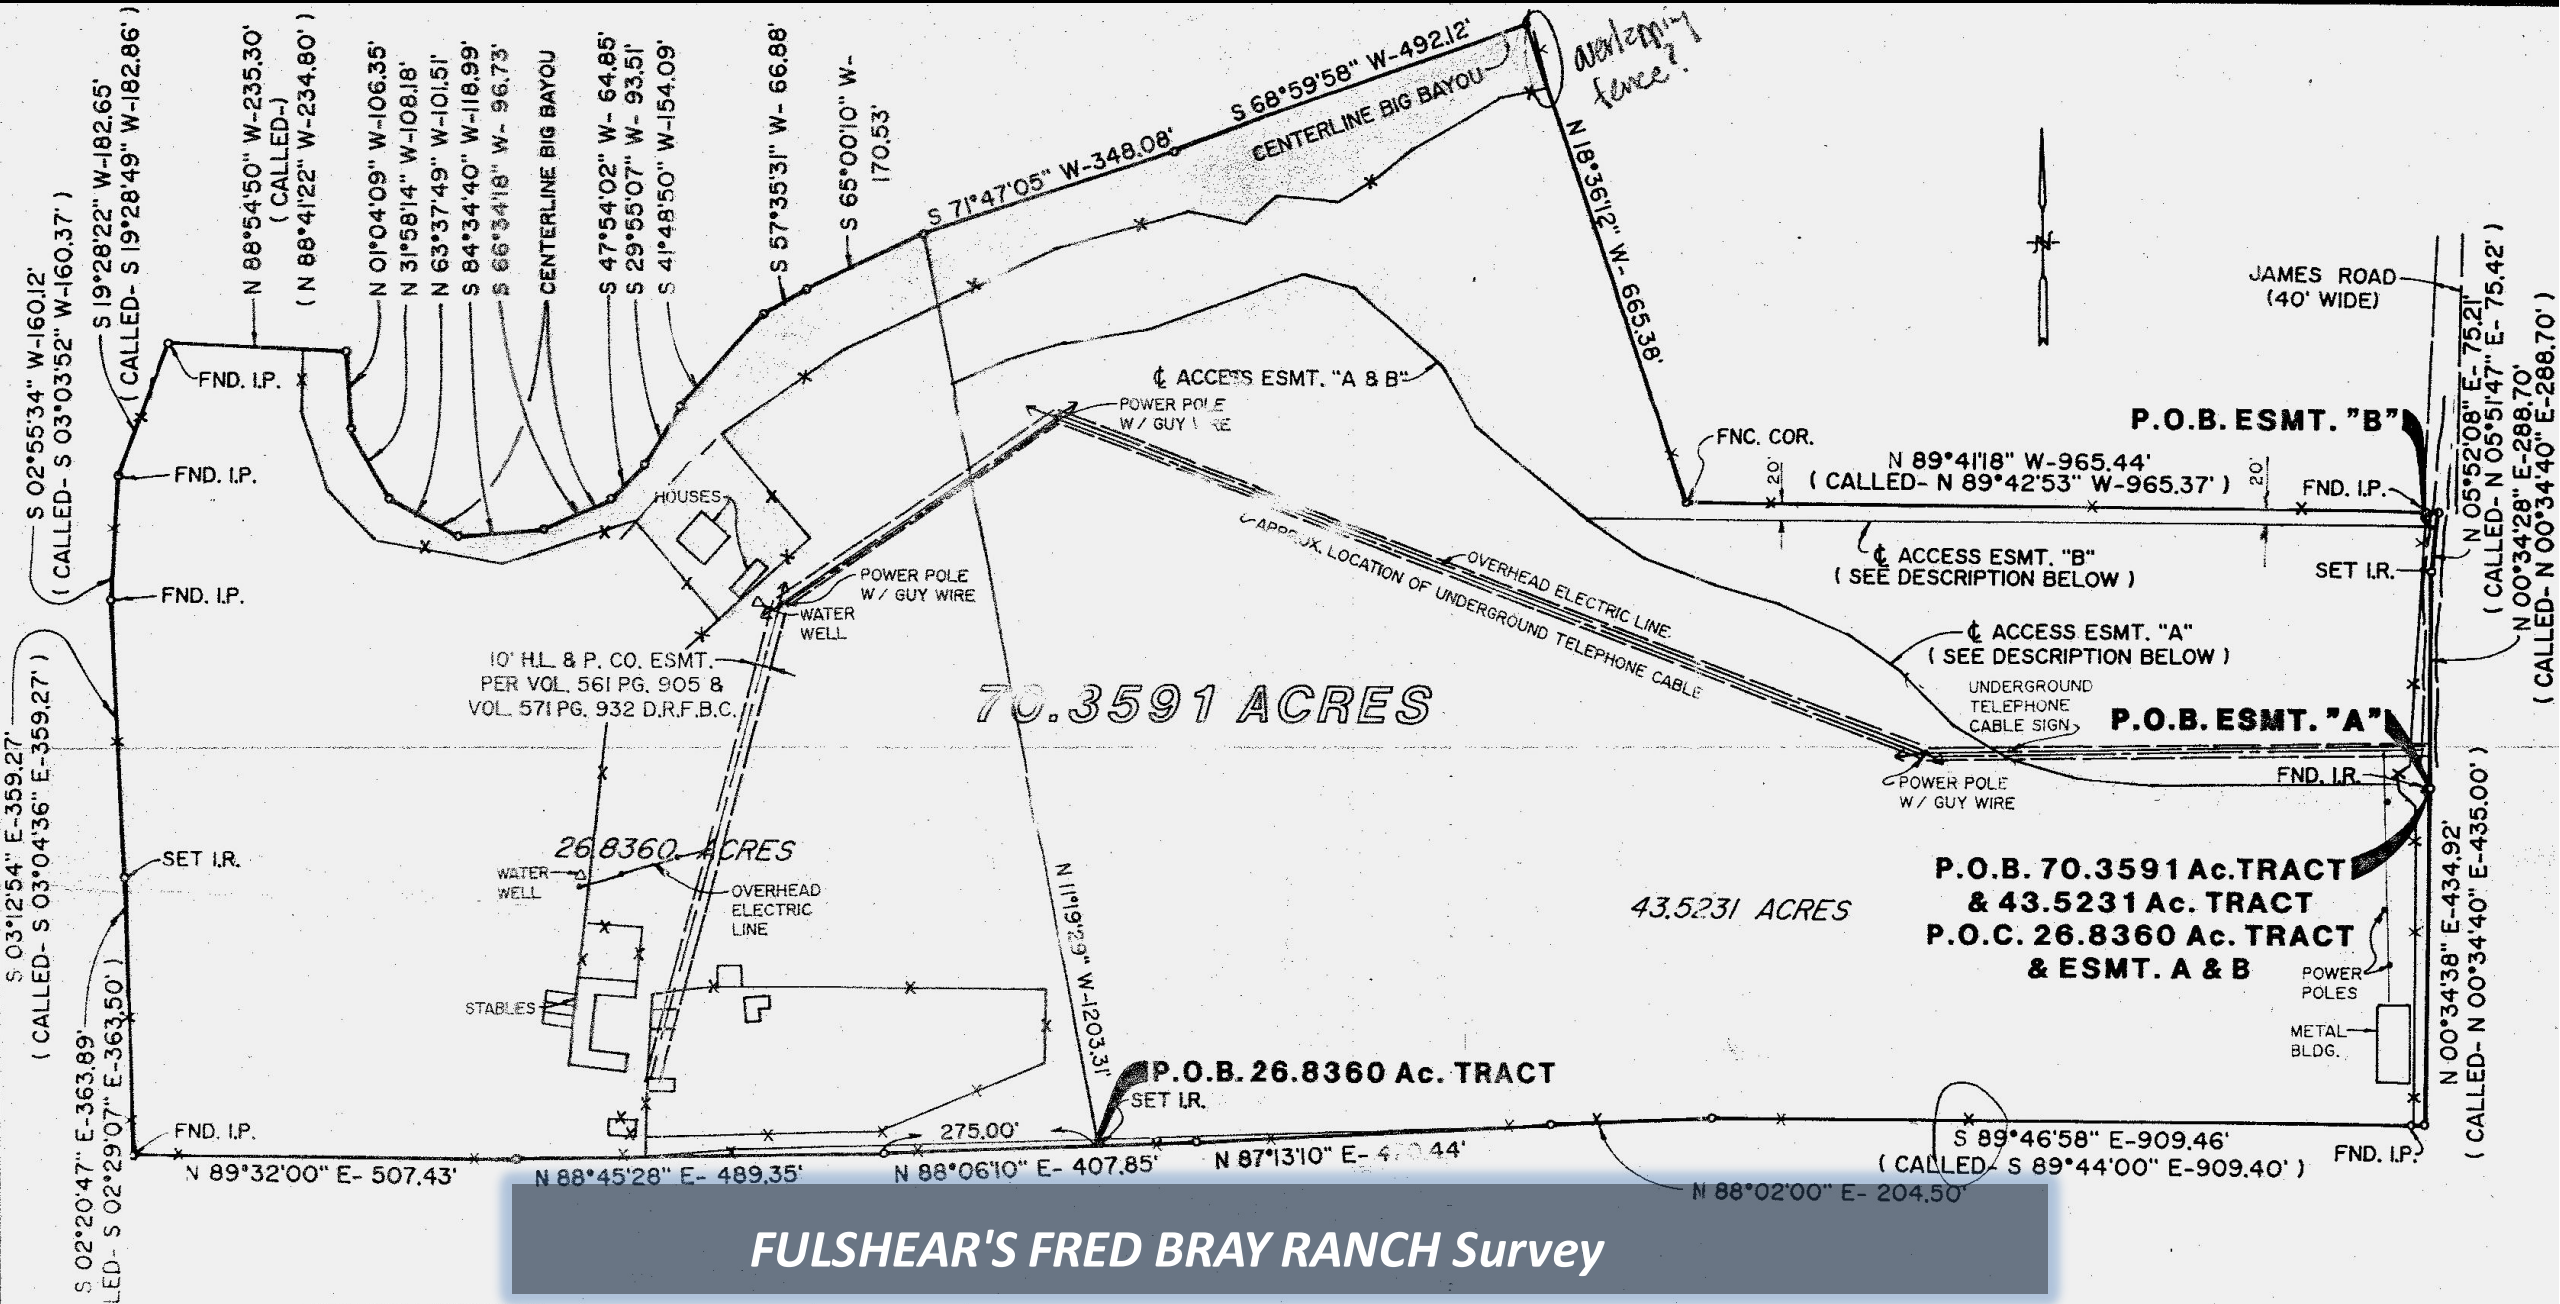 S 02°55'34" W-160.12'
( CALLED- S 03°03'52" W-160.37' )
S 19°28'22" W-182.65'
( CALLED- S 19°28'49" W-182.86' )
N 88°54'50" W-235.30'
( CALLED-)
( N 88°41'22" W-234.80' )
N 01°04'09" W-106.35'
N 31°58'14" W-108.18'
N 63°37'49" W-101.51'
S 84°34'40" W-118.99'
S 66°34'18" W- 96.73'
CENTERLINE BIG BAYOU
S 47°54'02" W- 64.85'
S 29°55'07" W- 93.51'
S 41°48'50" W-154.09'
S 57°35'31" W- 66.88'
S 65°00'10" W-
170.53'
S 71°47'05" W-348.08'
S 68°59'58" W-492.12'
CENTERLINE BIG BAYOU
overlapping
fence?
N 18°36'12" W- 665.38'
N
JAMES ROAD
(40' WIDE)
N 05°52'08" E- 75.21'
( CALLED- N 05°51'47" E- 75.42' )
N 00°34'28" E-288.70'
( CALLED- N 00°34'40" E-288.70' )
FND. I.P.
FND. I.P.
FND. I.P.
℄ ACCESS ESMT. "A & B"
POWER POLE
W/ GUY
P.O.B. ESMT. "B"
FNC. COR.
N 89°41'18" W-965.44'
( CALLED- N 89°42'53" W-965.37' )
20'
20'
FND. I.P.
HOUSES
APPROX. LOCATION OF UNDERGROUND TELEPHONE CABLE
OVERHEAD ELECTRIC LINE
℄ ACCESS ESMT. "B"
( SEE DESCRIPTION BELOW )
SET I.R.
POWER POLE
W/ GUY WIRE
WATER
WELL
℄ ACCESS ESMT. "A"
( SEE DESCRIPTION BELOW )
10' H.L. & P. CO. ESMT.
PER VOL. 561 PG. 905 &
VOL. 571 PG. 932 D.R.F.B.C.
70.3591 ACRES
UNDERGROUND
TELEPHONE
CABLE SIGN
P.O.B. ESMT. "A"
FND. I.R.
POWER POLE
W/ GUY WIRE
S 03°12'54" E-359.27'
( CALLED- S 03°04'36" E-359.27' )
SET I.R.
26.8360 ACRES
WATER
WELL
OVERHEAD
ELECTRIC
LINE
N 11°19'29" W-1203.31'
43.5231 ACRES
P.O.B. 70.3591 Ac. TRACT
& 43.5231 Ac. TRACT
P.O.C. 26.8360 Ac. TRACT
& ESMT. A & B
POWER
POLES
METAL
BLDG.
N 00°34'38" E-434.92'
( CALLED- N 00°34'40" E-435.00' )
STABLES
P.O.B. 26.8360 Ac. TRACT
SET I.R.
S 02°20'47" E-363.89'
LED- S 02°29'07" E-363.50' )
FND. I.P.
275.00'
N 89°32'00" E- 507.43'
N 88°45'28" E- 489.35'
N 88°06'10" E- 407.85'
N 87°13'10" E-
S 89°46'58" E-909.46'
( CALLED- S 89°44'00" E-909.40' )
FND. I.P.
N 88°02'00" E- 204.50'
FULSHEAR'S FRED BRAY RANCH Survey